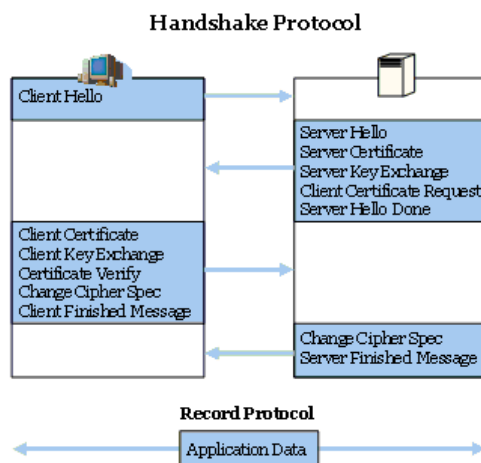 Handshake Protocol
Client Hello
Server Hello
Server Certificate
Server Key Exchange
Client Certificate Request
Server Hello Done
Client Certificate
Client Key Exchange
Certificate Verify
Change Cipher Spec
Client Finished Message
Change Cipher Spec
Server Finished Message
Record Protocol
Application Data